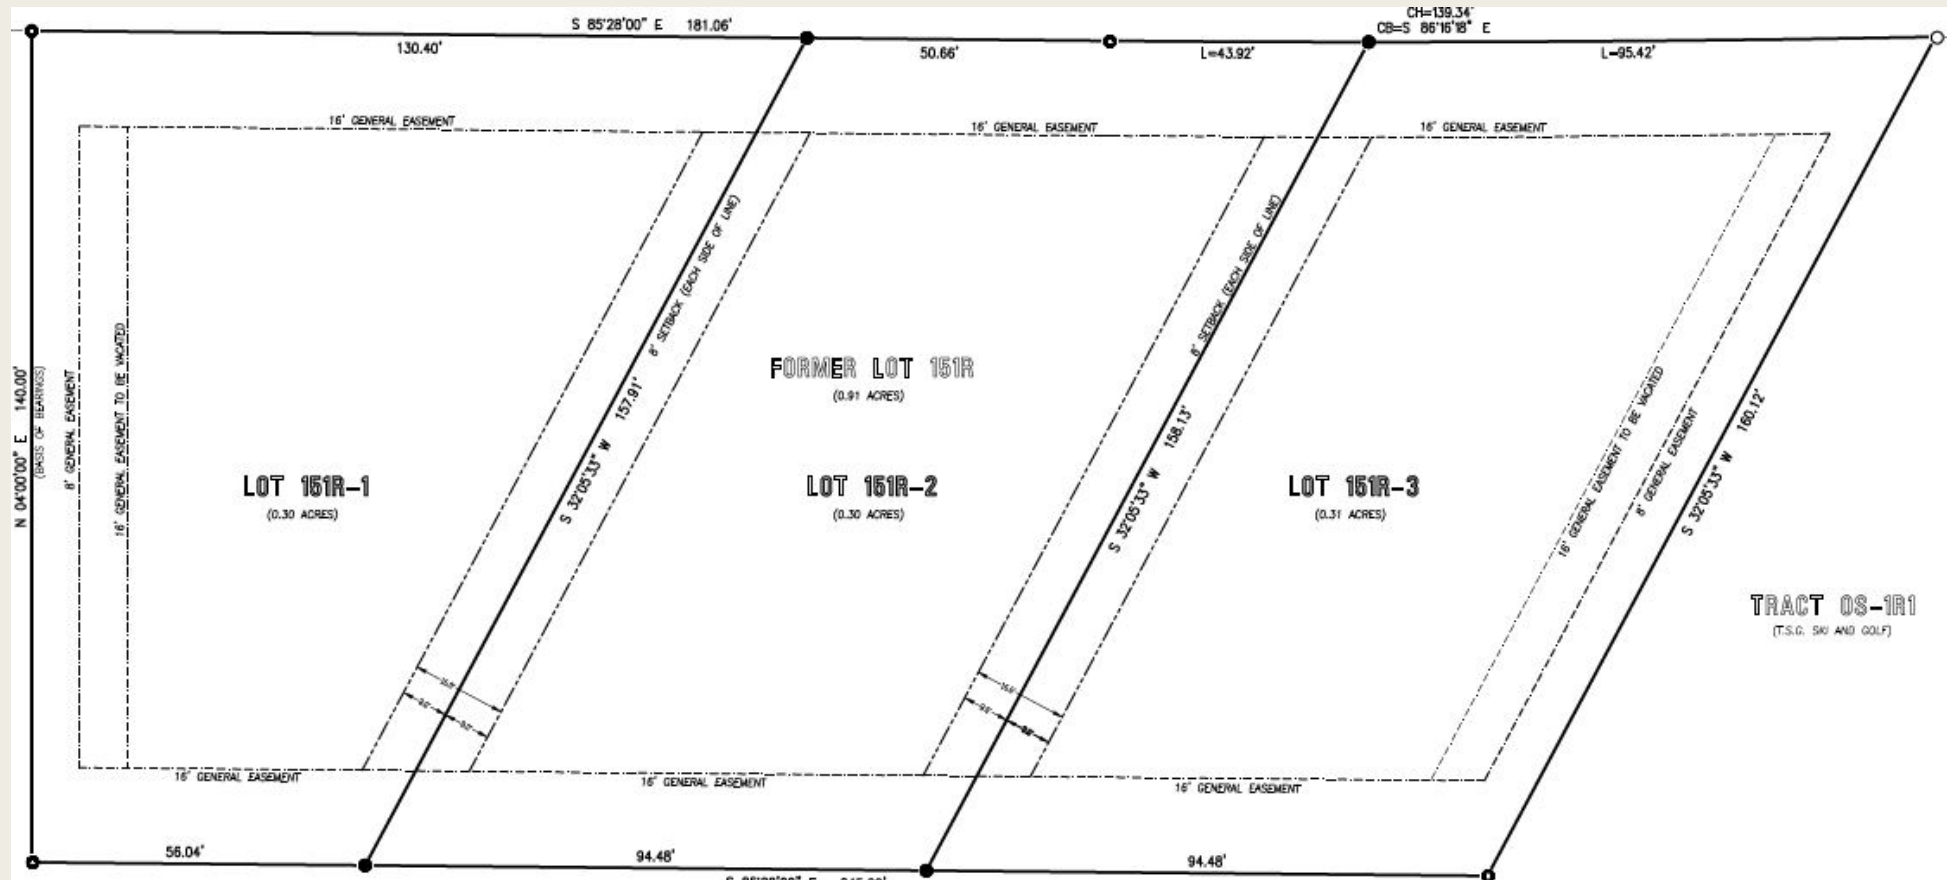 CH=139.34'
S 85°28'00" E 181.06'
CB=S 86°16'18" E
130.40'
50.66'
L=43.92'
L=95.42'
16' GENERAL EASEMENT
16' GENERAL EASEMENT
16' GENERAL EASEMENT
N 04°00'00" E 140.00'
(BASIS OF BEARINGS)
8' GENERAL EASEMENT
16' GENERAL EASEMENT TO BE VACATED
LOT 151R-1
(0.30 ACRES)
S 32°05'33" W 157.91'
8' SETBACK (EACH SIDE OF LINE)
FORMER LOT 151R
(0.91 ACRES)
LOT 151R-2
(0.30 ACRES)
S 32°05'33" W 158.13'
8' SETBACK (EACH SIDE OF LINE)
LOT 151R-3
(0.31 ACRES)
16' GENERAL EASEMENT TO BE VACATED
8' GENERAL EASEMENT
S 32°05'33" W 160.12'
TRACT OS-1R1
(T.S.G. SKI AND GOLF)
16' GENERAL EASEMENT
16' GENERAL EASEMENT
16' GENERAL EASEMENT
56.04'
94.48'
94.48'